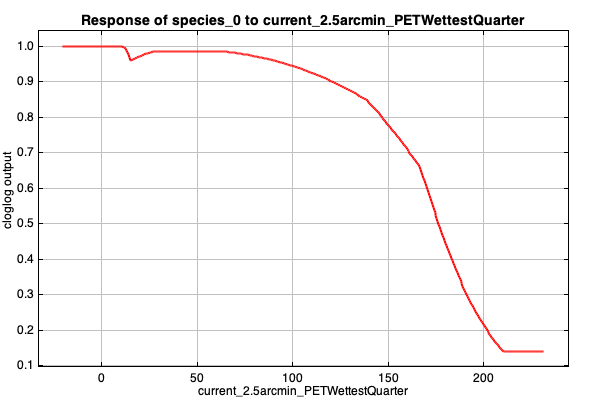 Response of species_0 to current_2.5arcmin_PETWettestQuarter
1.0
0.9
0.8
0.7
0.6
0.5
0.4
0.3
0.2
0.1
cloglog output
0 50 100 150 200
current_2.5arcmin_PETWettestQuarter